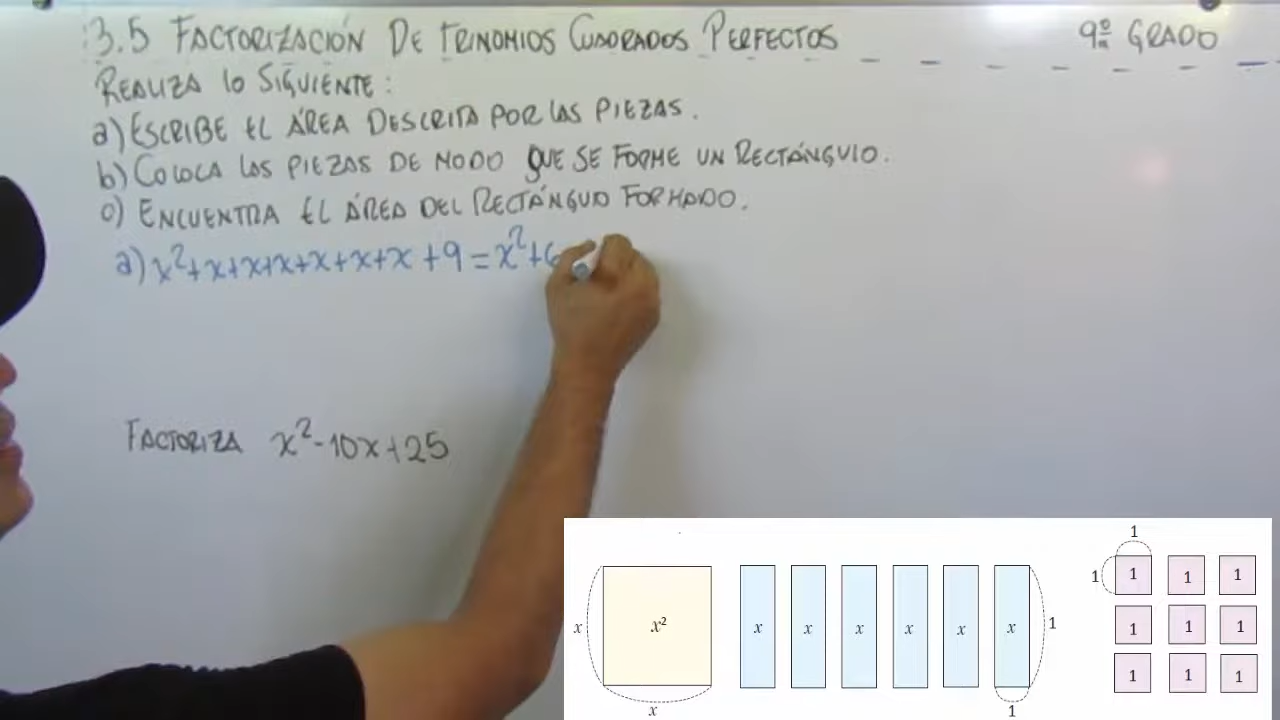 3.5 FACTORIZACIÓN DE TRINOMIOS CUADRADOS PERFECTOS 9º GRADO
REALIZA LO SIGUIENTE:
a) ESCRIBE EL ÁREA DESCRITA POR LAS PIEZAS.
b) COLOCA LAS PIEZAS DE MODO QUE SE FORME UN RECTÁNGULO.
c) ENCUENTRA EL ÁREA DEL RECTÁNGULO FORMADO.
a) x²+x+x+x+x+x+x+9=x²+6
FACTORIZA x²-10x+25
1
1 1 1 1
x x² x x x x x x 1 1 1 1
1 1 1
x 1